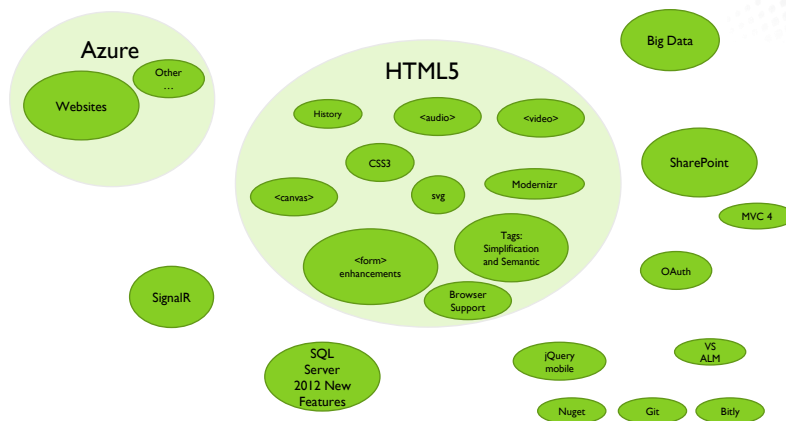 Azure
Other
…
Websites
HTML5
History
<audio>
<video>
CSS3
<canvas>
svg
Modernizr
<form>
enhancements
Tags:
Simplification
and Semantic
Browser
Support
Big Data
SharePoint
MVC 4
OAuth
SignalR
SQL
Server
2012 New
Features
jQuery
mobile
VS
ALM
Nuget
Git
Bitly